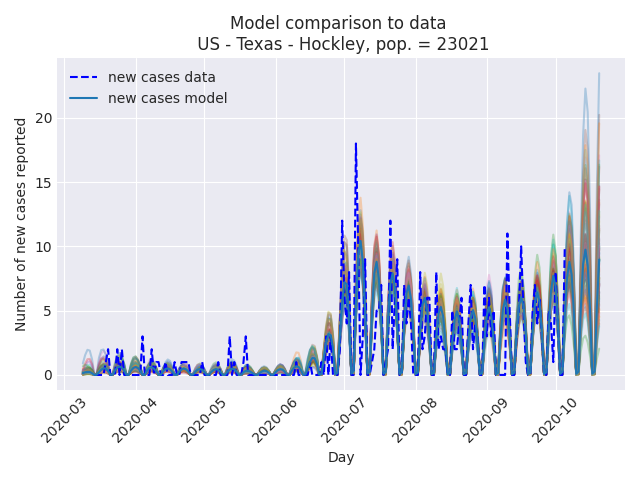 Model comparison to data
US - Texas - Hockley, pop. = 23021
new cases data
new cases model
Number of new cases reported
20
15
10
5
0
2020-03
2020-04
2020-05
2020-06
2020-07
2020-08
2020-09
2020-10
Day